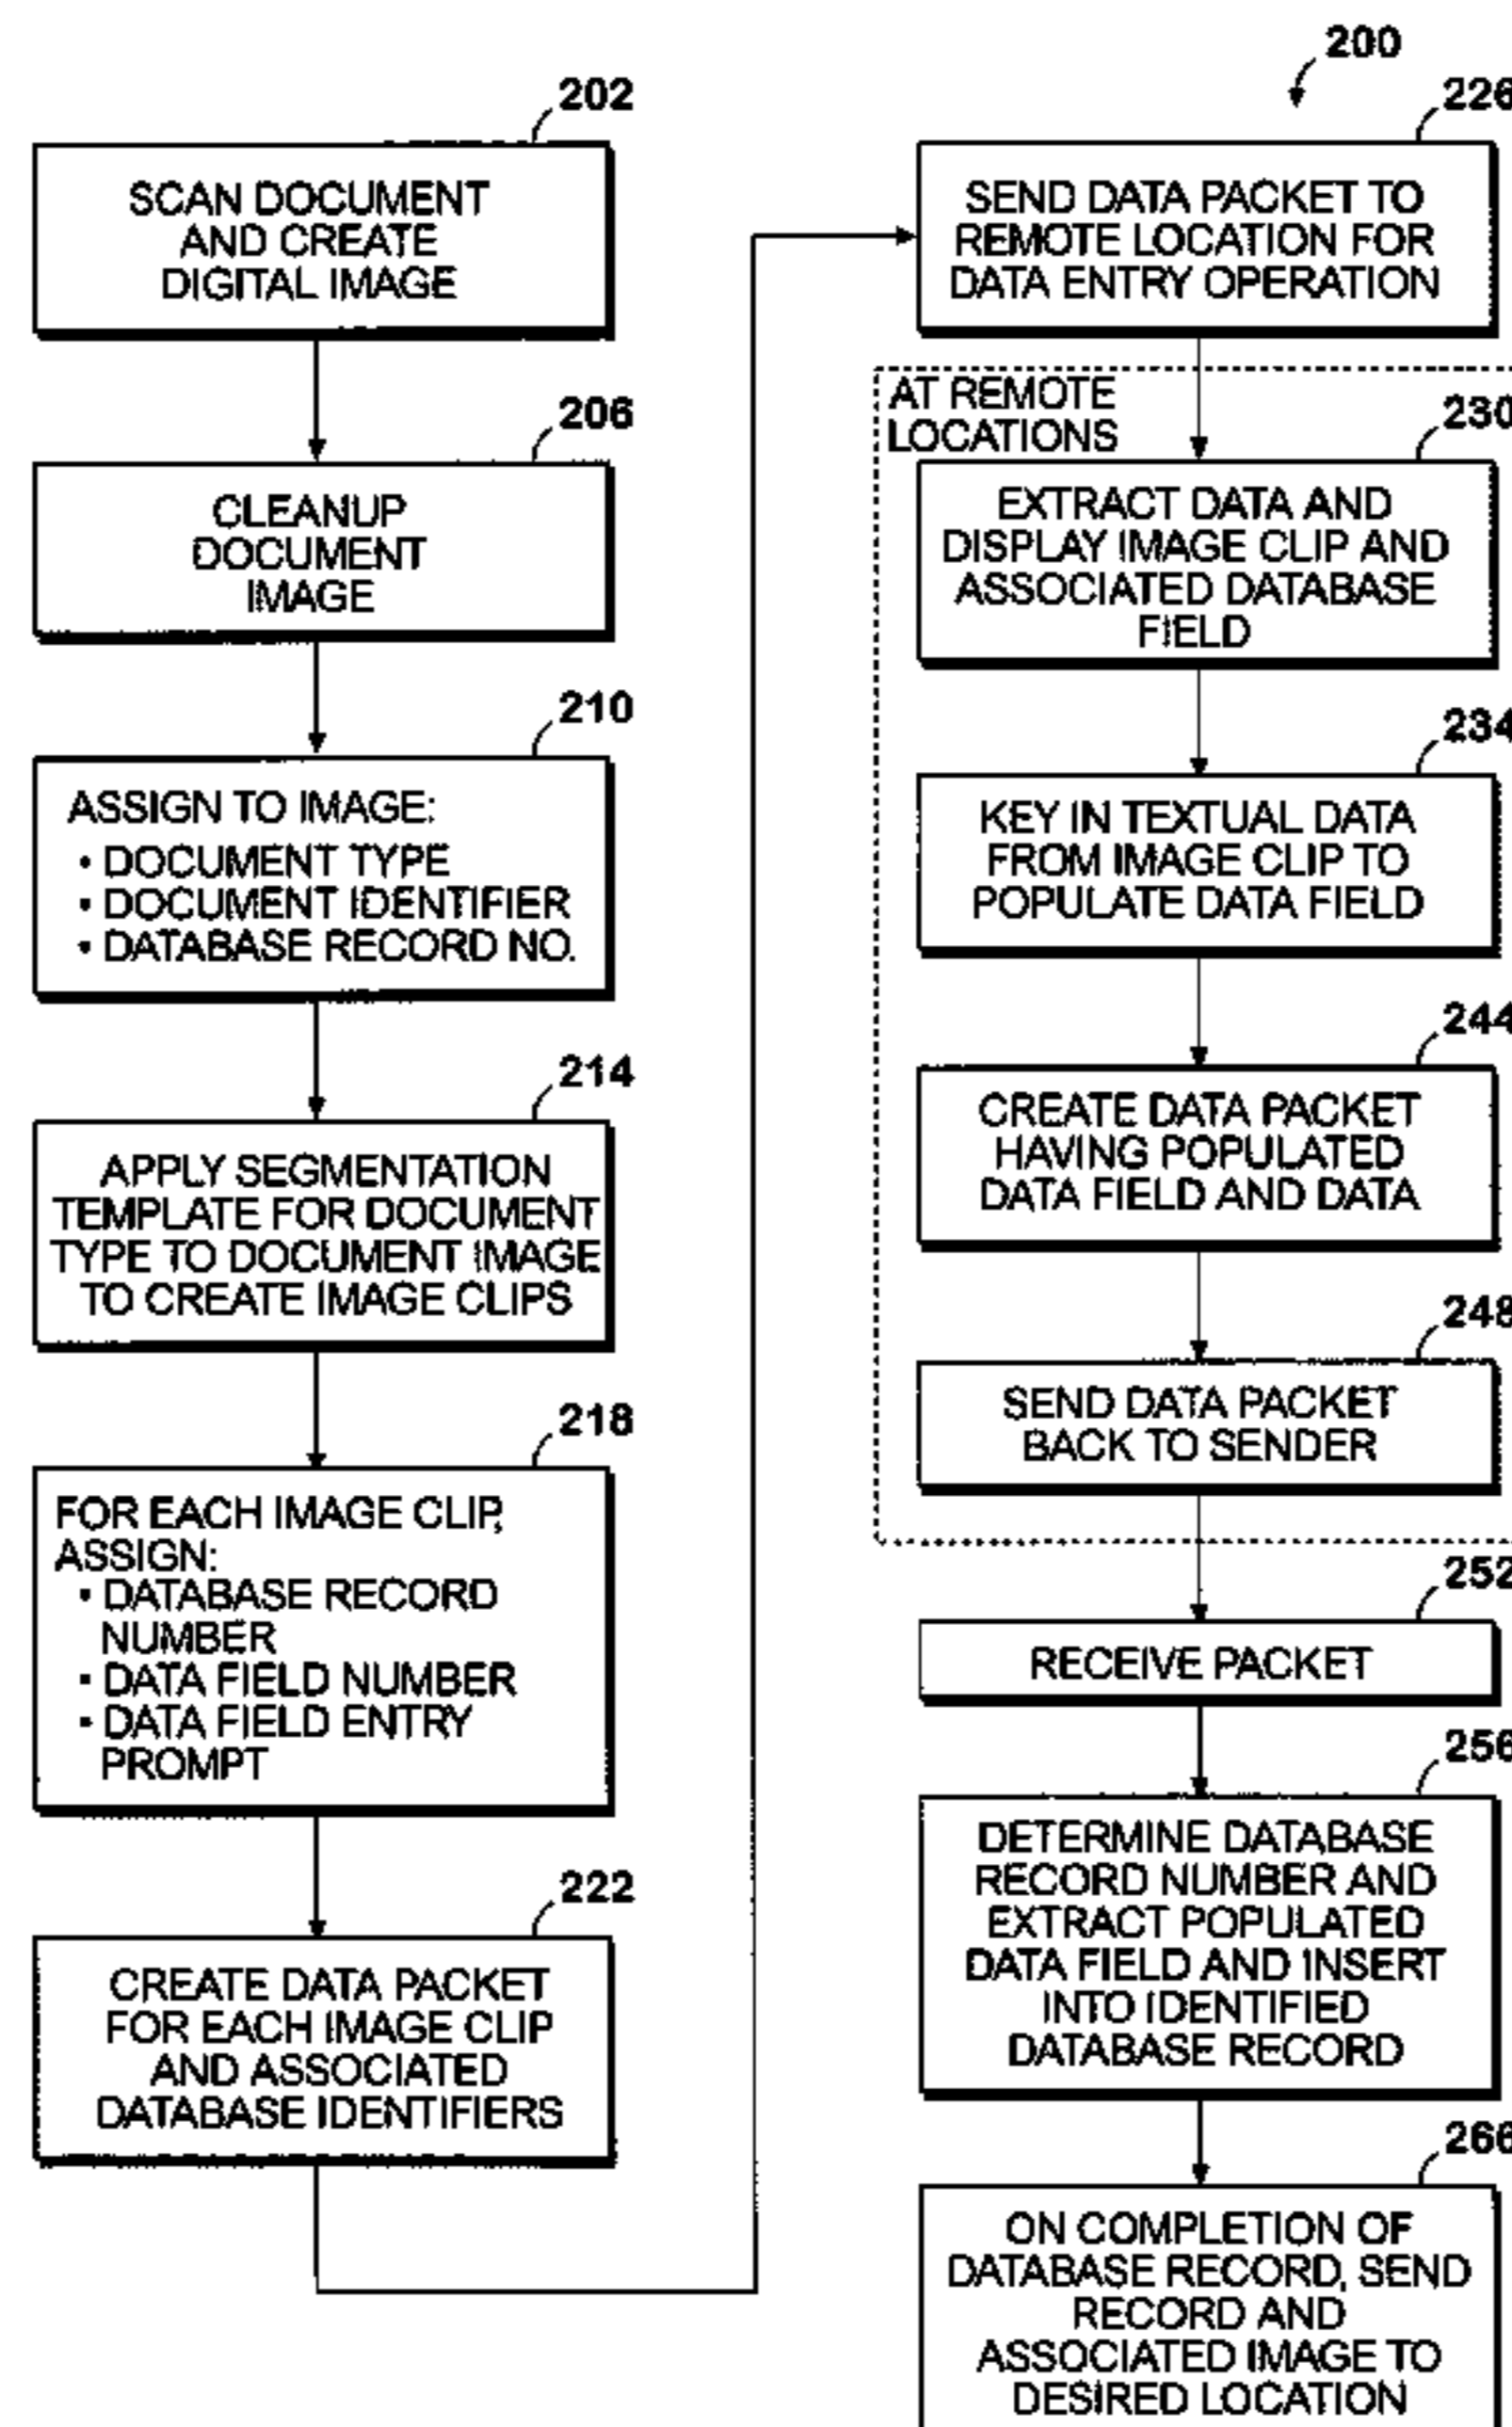 202
SCAN DOCUMENT
AND CREATE
DIGITAL IMAGE
206
CLEANUP
DOCUMENT
IMAGE
210
ASSIGN TO IMAGE:
• DOCUMENT TYPE
• DOCUMENT IDENTIFIER
• DATABASE RECORD NO.
214
APPLY SEGMENTATION
TEMPLATE FOR DOCUMENT
TYPE TO DOCUMENT IMAGE
TO CREATE IMAGE CLIPS
218
FOR EACH IMAGE CLIP,
ASSIGN:
• DATABASE RECORD
NUMBER
• DATA FIELD NUMBER
• DATA FIELD ENTRY
PROMPT
222
CREATE DATA PACKET
FOR EACH IMAGE CLIP
AND ASSOCIATED
DATABASE IDENTIFIERS
200
226
SEND DATA PACKET TO
REMOTE LOCATION FOR
DATA ENTRY OPERATION
AT REMOTE
LOCATIONS
230
EXTRACT DATA AND
DISPLAY IMAGE CLIP AND
ASSOCIATED DATABASE
FIELD
234
KEY IN TEXTUAL DATA
FROM IMAGE CLIP TO
POPULATE DATA FIELD
244
CREATE DATA PACKET
HAVING POPULATED
DATA FIELD AND DATA
248
SEND DATA PACKET
BACK TO SENDER
252
RECEIVE PACKET
256
DETERMINE DATABASE
RECORD NUMBER AND
EXTRACT POPULATED
DATA FIELD AND INSERT
INTO IDENTIFIED
DATABASE RECORD
266
ON COMPLETION OF
DATABASE RECORD, SEND
RECORD AND
ASSOCIATED IMAGE TO
DESIRED LOCATION